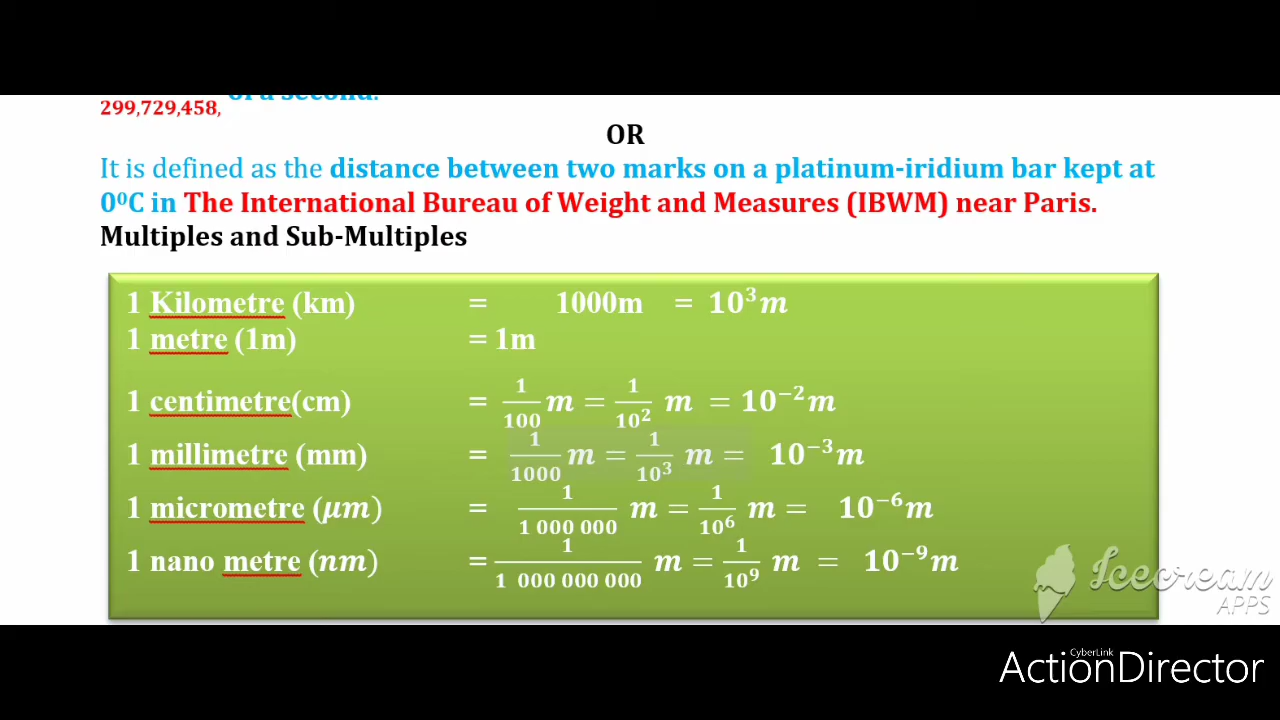 299,729,458, of a second.
OR
It is defined as the distance between two marks on a platinum-iridium bar kept at
0⁰C in The International Bureau of Weight and Measures (IBWM) near Paris.
Multiples and Sub-Multiples
1 Kilometre (km) = 1000m = 10³m
1 metre (1m) = 1m
1 centimetre(cm) = 1/100 m = 1/10² m = 10⁻²m
1 millimetre (mm) = 1/1000 m = 1/10³ m = 10⁻³m
1 micrometre (μm) = 1/1 000 000 m = 1/10⁶ m = 10⁻⁶m
1 nano metre (nm) = 1/1 000 000 000 m = 1/10⁹ m = 10⁻⁹m
Icecream
APPS
CyberLink
ActionDirector